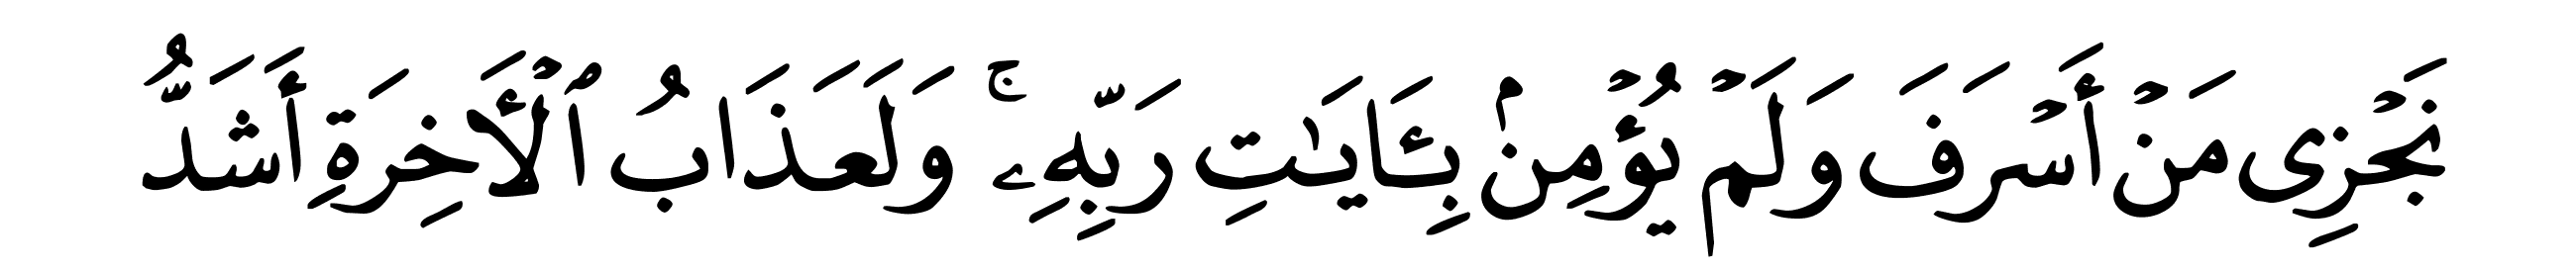 نَجْزِي مَنْ أَسْرَفَ وَلَمْ يُؤْمِنۢ بِـَٔايَـٰتِ رَبِّهِۦ ۚ وَلَعَذَابُ ٱلْأَخِرَةِ أَشَدُّ